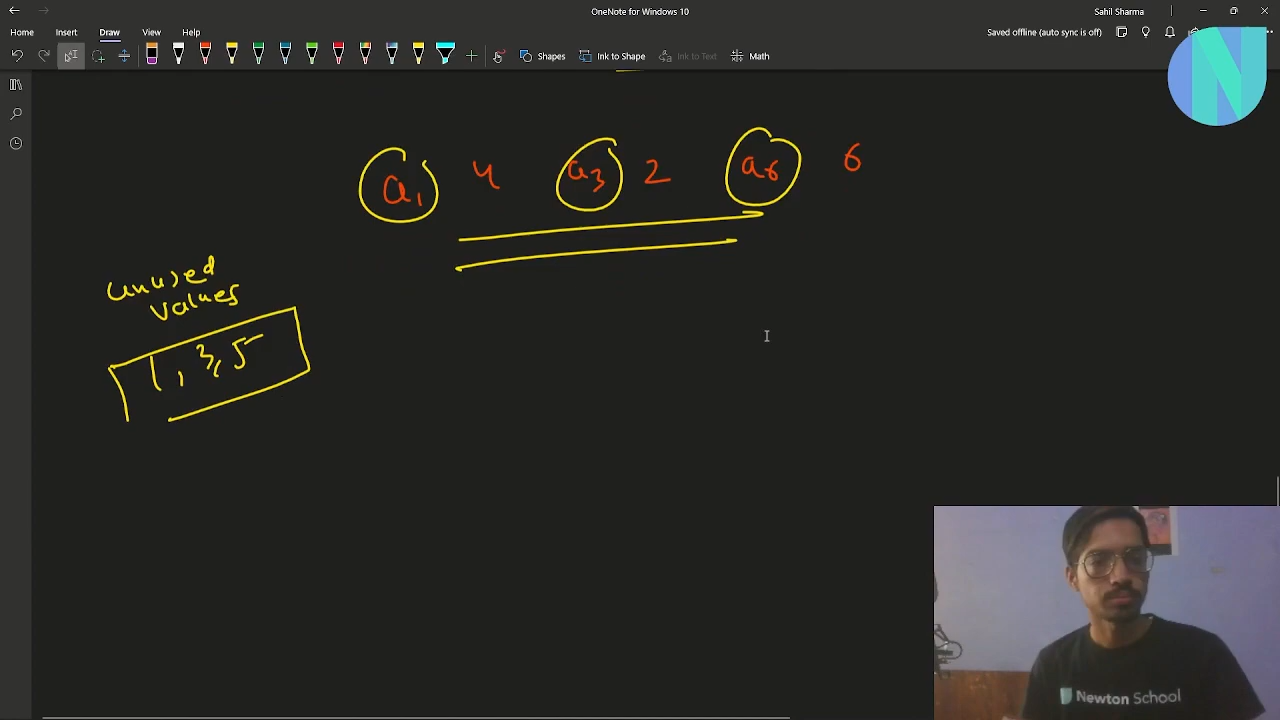 OneNote for Windows 10
Sahil Sharma
Home Insert Draw View Help
Saved offline (auto sync is off)
Shapes Ink to Shape Ink to Text Math
a1 4 a3 2 a6 6
unused
values
1, 3, 5
Newton School